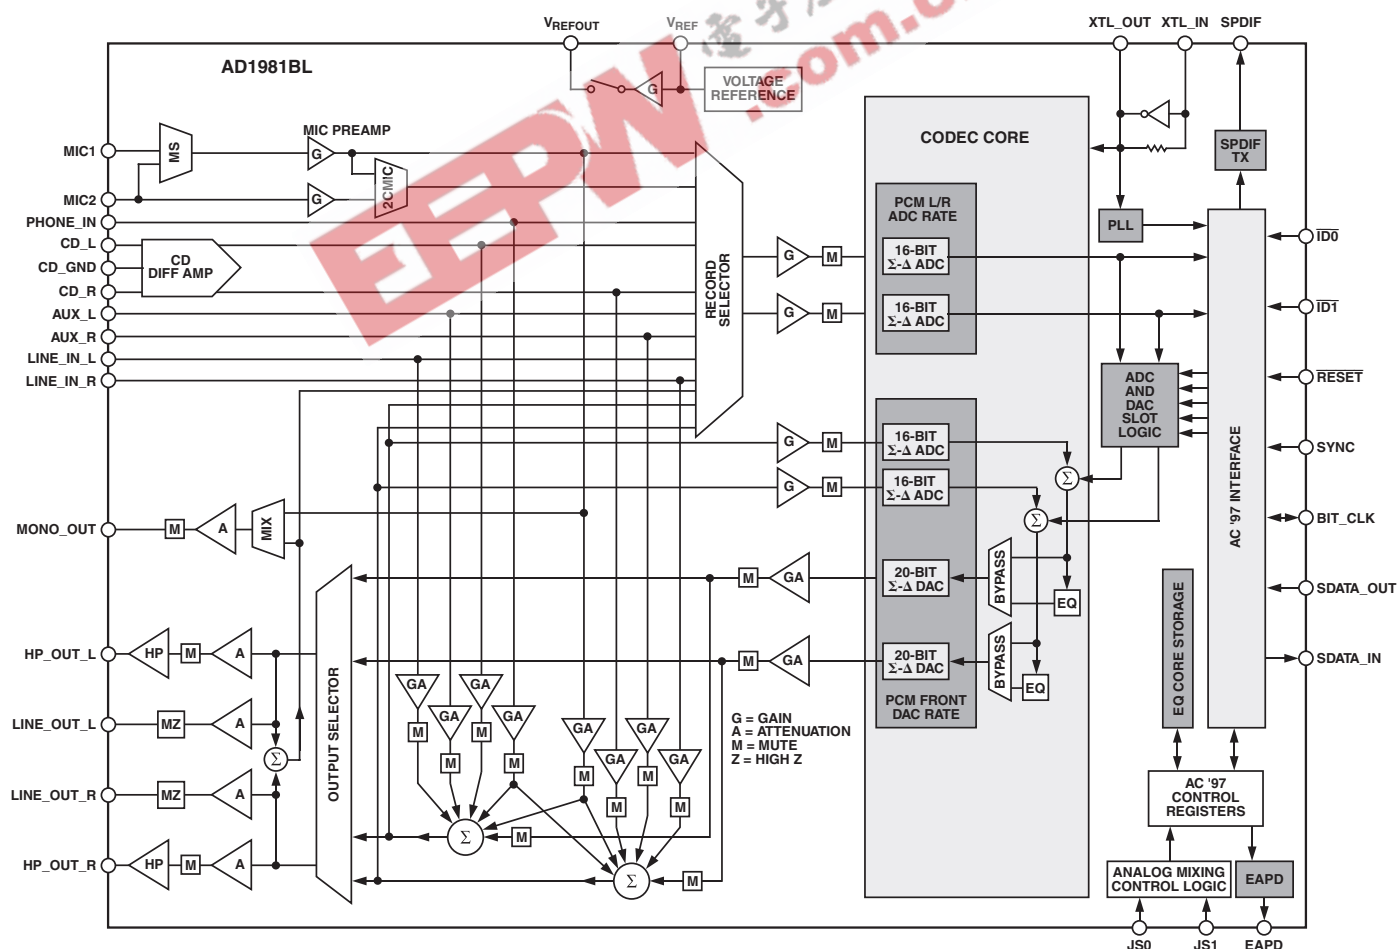 VREFOUT
VREF
XTL_OUT
XTL_IN
SPDIF
AD1981BL
VOLTAGE
REFERENCE
G
EEPW
.com.c
電子
CODEC CORE
SPDIF
TX
MIC PREAMP
MIC1
MS
G
2CMIC
MIC2
G
PHONE_IN
CD_L
CD_GND
CD_R
CD
DIFF AMP
AUX_L
AUX_R
LINE_IN_L
LINE_IN_R
RECORD
SELECTOR
G
M
G
M
PCM L/R
ADC RATE
16-BIT
Σ-Δ ADC
16-BIT
Σ-Δ ADC
PLL
ID0
ID1
RESET
SYNC
BIT_CLK
SDATA_OUT
SDATA_IN
ADC
AND
DAC
SLOT
LOGIC
AC '97 INTERFACE
G
M
16-BIT
Σ-Δ ADC
G
M
16-BIT
Σ-Δ ADC
Σ
Σ
MONO_OUT
M
A
MIX
M
GA
20-BIT
Σ-Δ DAC
BYPASS
EQ
M
GA
20-BIT
Σ-Δ DAC
BYPASS
EQ
PCM FRONT
DAC RATE
EQ CORE STORAGE
HP_OUT_L
HP
M
A
LINE_OUT_L
MZ
A
Σ
LINE_OUT_R
MZ
A
HP_OUT_R
HP
M
A
OUTPUT SELECTOR
GA
GA
GA
GA
M
M
M
M
GA
GA
GA
GA
M
M
M
M
Σ
M
Σ
M
G = GAIN
A = ATTENUATION
M = MUTE
Z = HIGH Z
AC '97
CONTROL
REGISTERS
ANALOG MIXING
CONTROL LOGIC
EAPD
JS0
JS1
EAPD